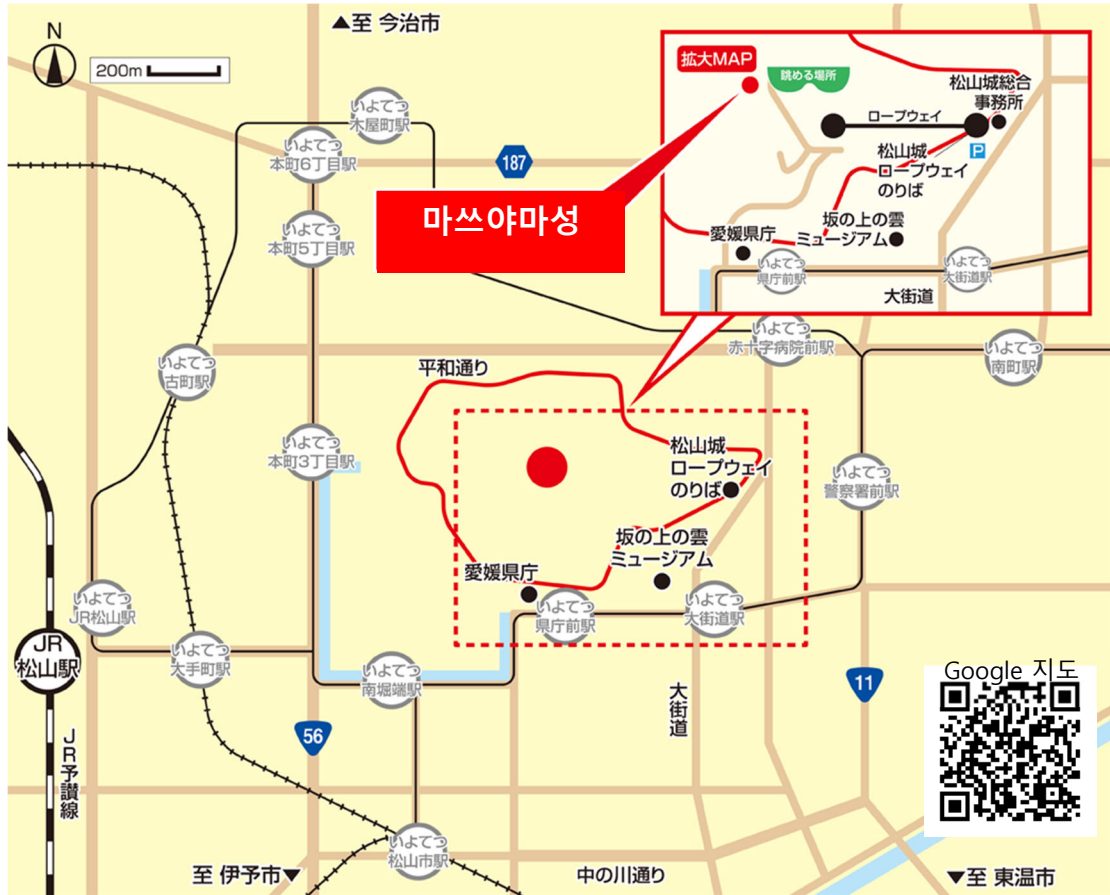 ▲至 今治市
N
200m
拡大MAP
眺める場所
松山城総合
事務所
ロープウェイ
P
松山城
ロープウェイ
のりば
坂の上の雲
ミュージアム
愛媛県庁
いよてつ
県庁前駅
いよてつ
大街道駅
大街道
いよてつ
木屋町駅
いよてつ
本町6丁目駅
187
마쓰야마성
いよてつ
本町5丁目駅
いよてつ
赤十字病院前駅
いよてつ
南町駅
いよてつ
古町駅
平和通り
いよてつ
本町3丁目駅
松山城
ロープウェイ
のりば
いよてつ
警察署前駅
坂の上の雲
ミュージアム
愛媛県庁
いよてつ
県庁前駅
いよてつ
大街道駅
いよてつ
JR松山駅
JR
松山駅
いよてつ
大手町駅
いよてつ
南堀端駅
大街道
11
Google 지도
56
JR予讃線
いよてつ
松山市駅
至 伊予市▼
中の川通り
▼至 東温市